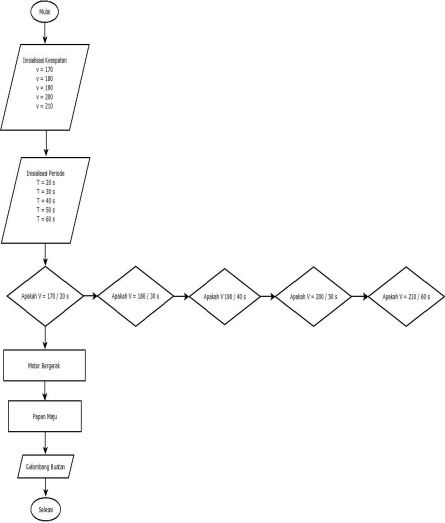 Mulai
Inisialisasi Kecepatan
v = 170
v = 180
v = 190
v = 200
v = 210
Inisialisasi Periode
T = 20 s
T = 30 s
T = 40 s
T = 50 s
T = 60 s
Apakah V = 170 / 20 s
Apakah V = 180 / 30 s
Apakah V190 / 40 s
Apakah V = 200 / 50 s
Apakah V = 210 / 60 s
Motor Bergerak
Papan Maju
Gelombang Buatan
Selesai